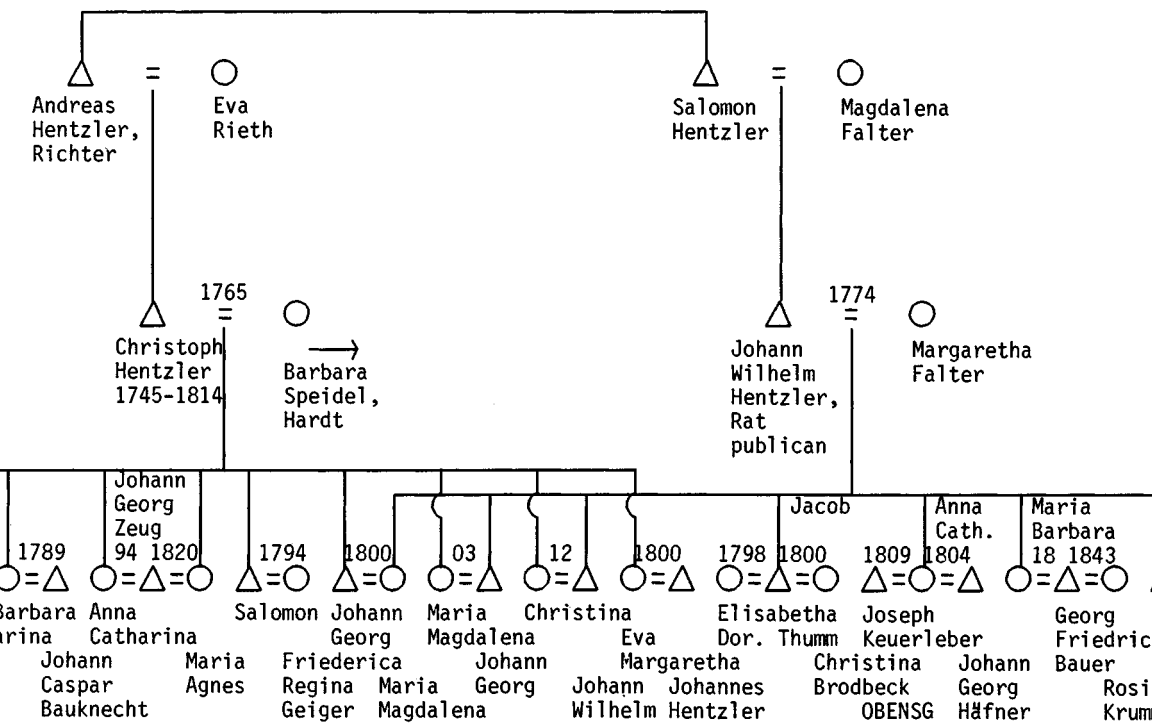 Andreas
Hentzler,
Richter
Eva
Rieth
Salomon
Hentzler
Magdalena
Falter
1765
Christoph
Hentzler
1745-1814
Barbara
Speidel,
Hardt
1774
Johann
Wilhelm
Hentzler,
Rat
publican
Margaretha
Falter
Johann
Georg
Zeug
Jacob
Anna
Cath.
Maria
Barbara
1789 94 1820 1794 1800 03 12 1800 1798 1800 1809 1804 18 1843
Barbara
arina
Johann
Caspar
Bauknecht
Anna
Catharina
Maria
Agnes
Salomon
Friederica
Regina
Geiger
Johann
Georg
Maria
Magdalena
Maria
Magdalena
Johann
Georg
Christina
Johann
Wilhelm
Eva
Margaretha
Johannes
Hentzler
Elisabetha
Dor. Thumm
Christina
Brodbeck
OBENSG
Joseph
Keuerleber
Johann
Georg
Häfner
Georg
Friedric
Bauer
Rosi
Krum